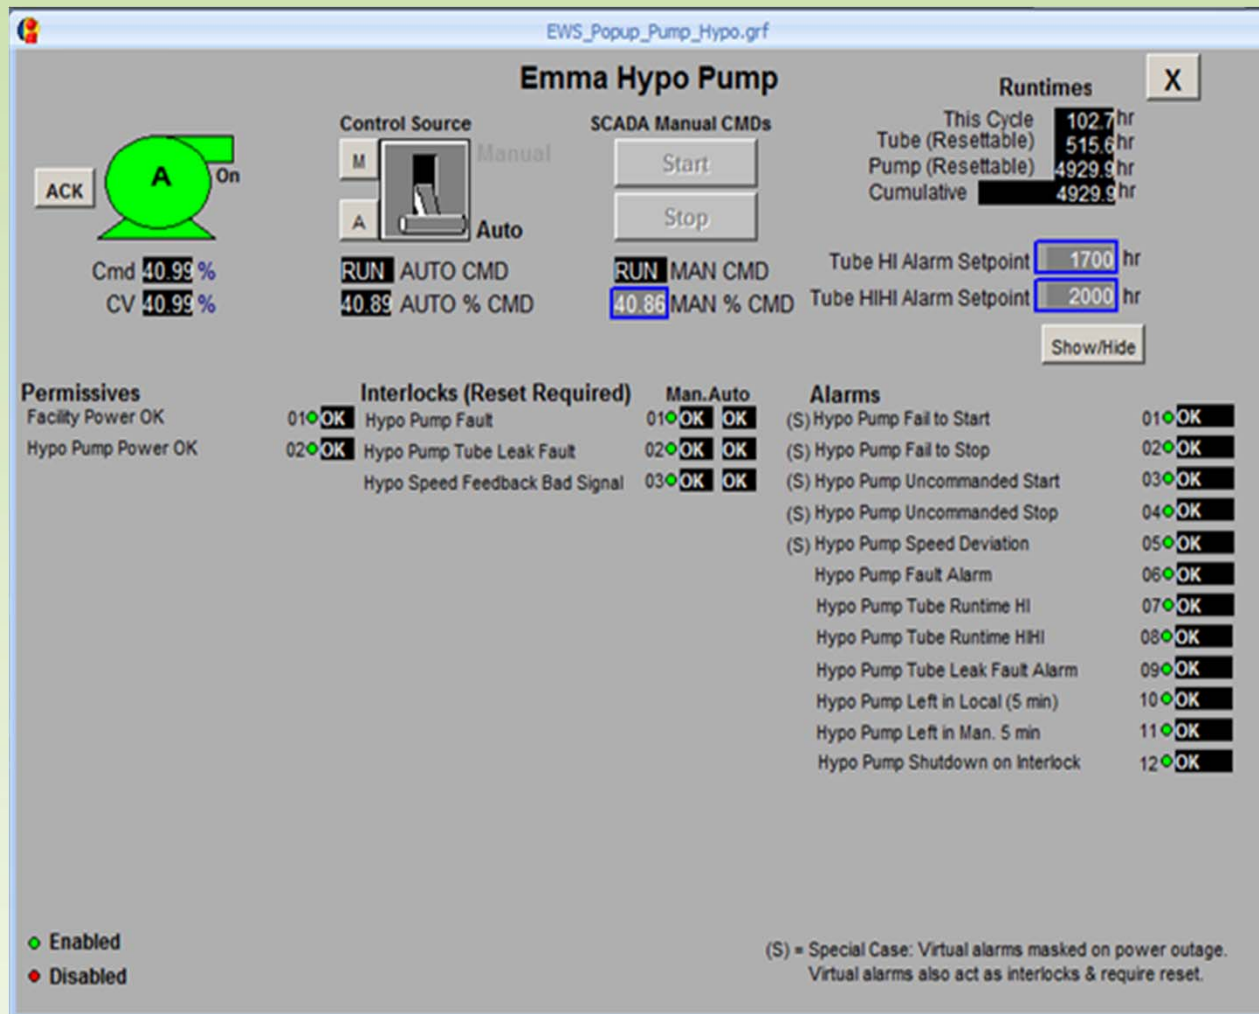 EWS_Popup_Pump_Hypo.grf
Emma Hypo Pump
X
Runtimes
This Cycle 102.7 hr
Tube (Resettable) 515.6 hr
Pump (Resettable) 4929.9 hr
Cumulative 4929.9 hr
ACK
A
On
Control Source
M
Manual
A
Auto
SCADA Manual CMDs
Start
Stop
Cmd 40.99 %
CV 40.99 %
RUN AUTO CMD
40.89 AUTO % CMD
RUN MAN CMD
40.86 MAN % CMD
Tube HI Alarm Setpoint 1700 hr
Tube HIHI Alarm Setpoint 2000 hr
Show/Hide
Permissives
Facility Power OK 01 OK
Hypo Pump Power OK 02 OK
Interlocks (Reset Required) Man. Auto
Hypo Pump Fault 01 OK OK
Hypo Pump Tube Leak Fault 02 OK OK
Hypo Speed Feedback Bad Signal 03 OK OK
Alarms
(S) Hypo Pump Fail to Start 01 OK
(S) Hypo Pump Fail to Stop 02 OK
(S) Hypo Pump Uncommanded Start 03 OK
(S) Hypo Pump Uncommanded Stop 04 OK
(S) Hypo Pump Speed Deviation 05 OK
Hypo Pump Fault Alarm 06 OK
Hypo Pump Tube Runtime HI 07 OK
Hypo Pump Tube Runtime HIHI 08 OK
Hypo Pump Tube Leak Fault Alarm 09 OK
Hypo Pump Left in Local (5 min) 10 OK
Hypo Pump Left in Man. 5 min 11 OK
Hypo Pump Shutdown on Interlock 12 OK
Enabled
Disabled
(S) = Special Case: Virtual alarms masked on power outage.
Virtual alarms also act as interlocks & require reset.